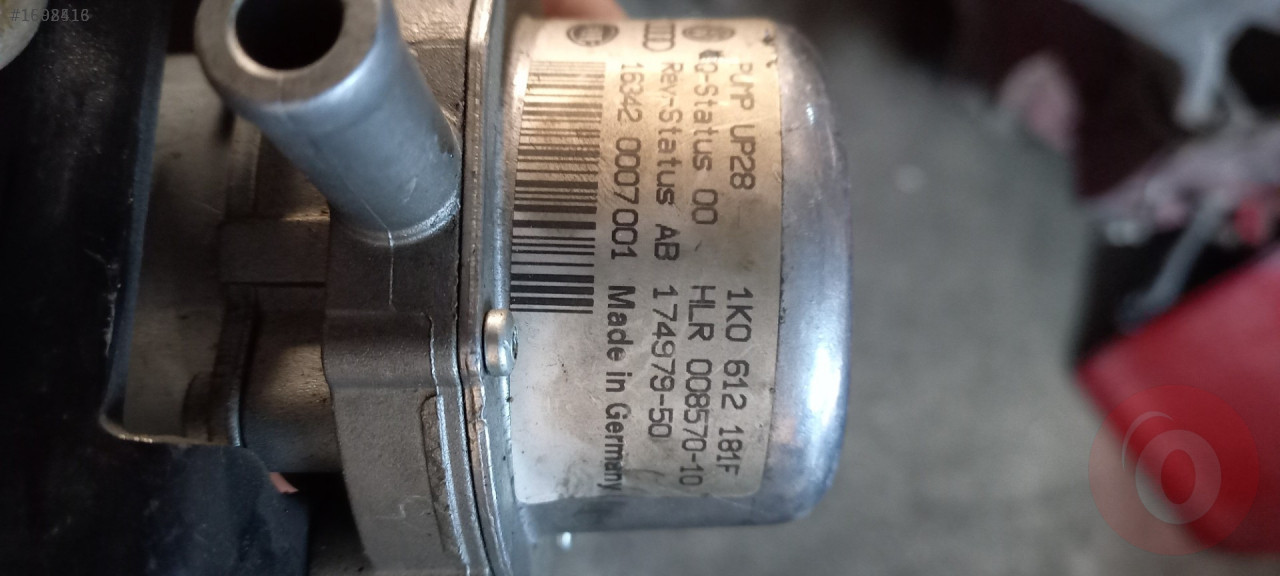 PUMP UP28 1K0 612 181F
Co-Status 00 HLR 008570-10
Rev-Status AB 174979-50
16342 0007001 Made in Germany